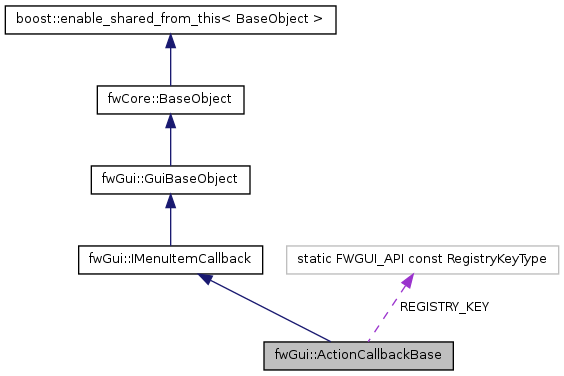 boost::enable_shared_from_this< BaseObject >
fwCore::BaseObject
fwGui::GuiBaseObject
fwGui::IMenuItemCallback
static FWGUI_API const RegistryKeyType
REGISTRY_KEY
fwGui::ActionCallbackBase